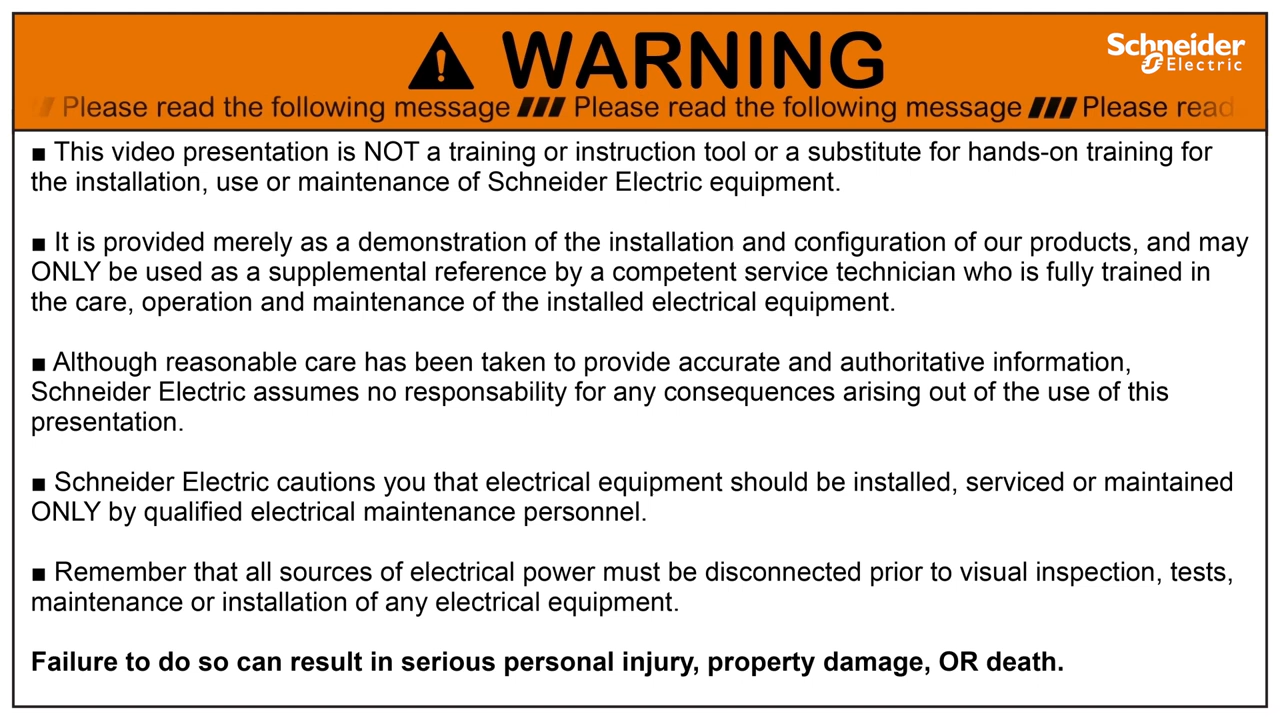 WARNING
Schneider
Electric
Please read the following message Please read the following message Please read
■ This video presentation is NOT a training or instruction tool or a substitute for hands-on training for
the installation, use or maintenance of Schneider Electric equipment.
■ It is provided merely as a demonstration of the installation and configuration of our products, and may
ONLY be used as a supplemental reference by a competent service technician who is fully trained in
the care, operation and maintenance of the installed electrical equipment.
■ Although reasonable care has been taken to provide accurate and authoritative information,
Schneider Electric assumes no responsability for any consequences arising out of the use of this
presentation.
■ Schneider Electric cautions you that electrical equipment should be installed, serviced or maintained
ONLY by qualified electrical maintenance personnel.
■ Remember that all sources of electrical power must be disconnected prior to visual inspection, tests,
maintenance or installation of any electrical equipment.
Failure to do so can result in serious personal injury, property damage, OR death.